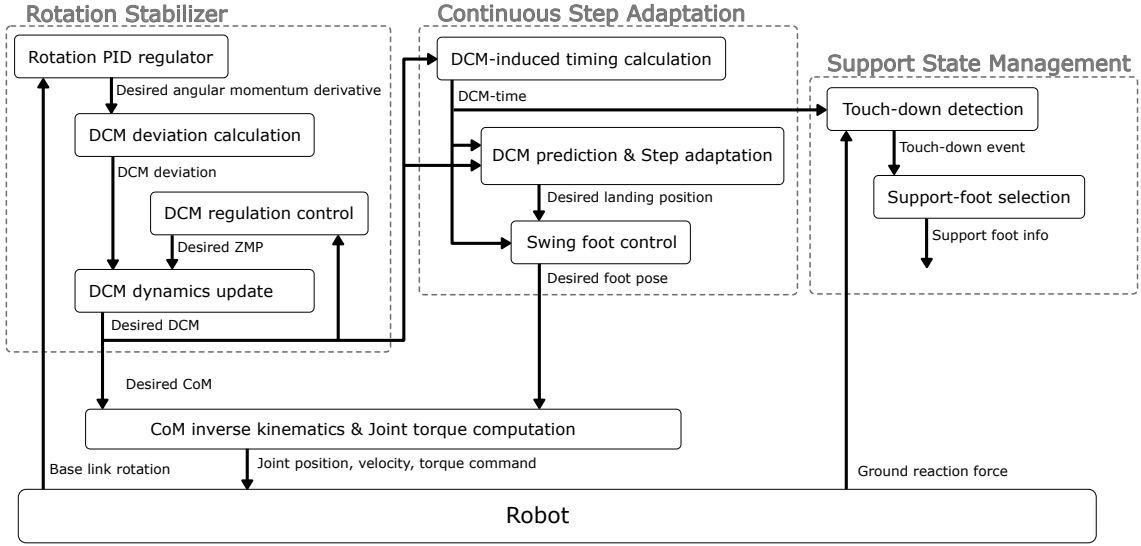 Rotation Stabilizer
Rotation PID regulator
Desired angular momentum derivative
DCM deviation calculation
DCM deviation
DCM regulation control
Desired ZMP
DCM dynamics update
Desired DCM
Continuous Step Adaptation
DCM-induced timing calculation
DCM-time
DCM prediction & Step adaptation
Desired landing position
Swing foot control
Desired foot pose
Support State Management
Touch-down detection
Touch-down event
Support-foot selection
Support foot info
Desired CoM
CoM inverse kinematics & Joint torque computation
Base link rotation
Joint position, velocity, torque command
Ground reaction force
Robot